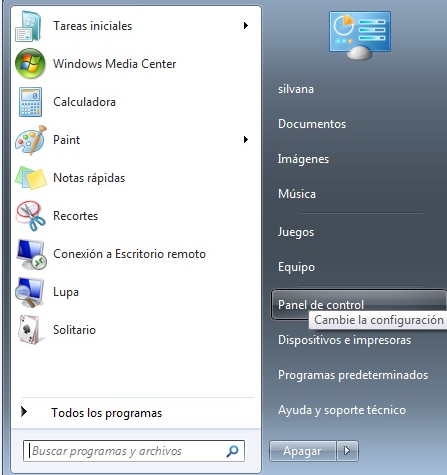 Tareas iniciales
Windows Media Center
Calculadora
Paint
Notas rápidas
Recortes
Conexión a Escritorio remoto
Lupa
Solitario
Todos los programas
Buscar programas y archivos
silvana
Documentos
Imágenes
Música
Juegos
Equipo
Panel de control
Cambie la configuración
Dispositivos e impresoras
Programas predeterminados
Ayuda y soporte técnico
Apagar